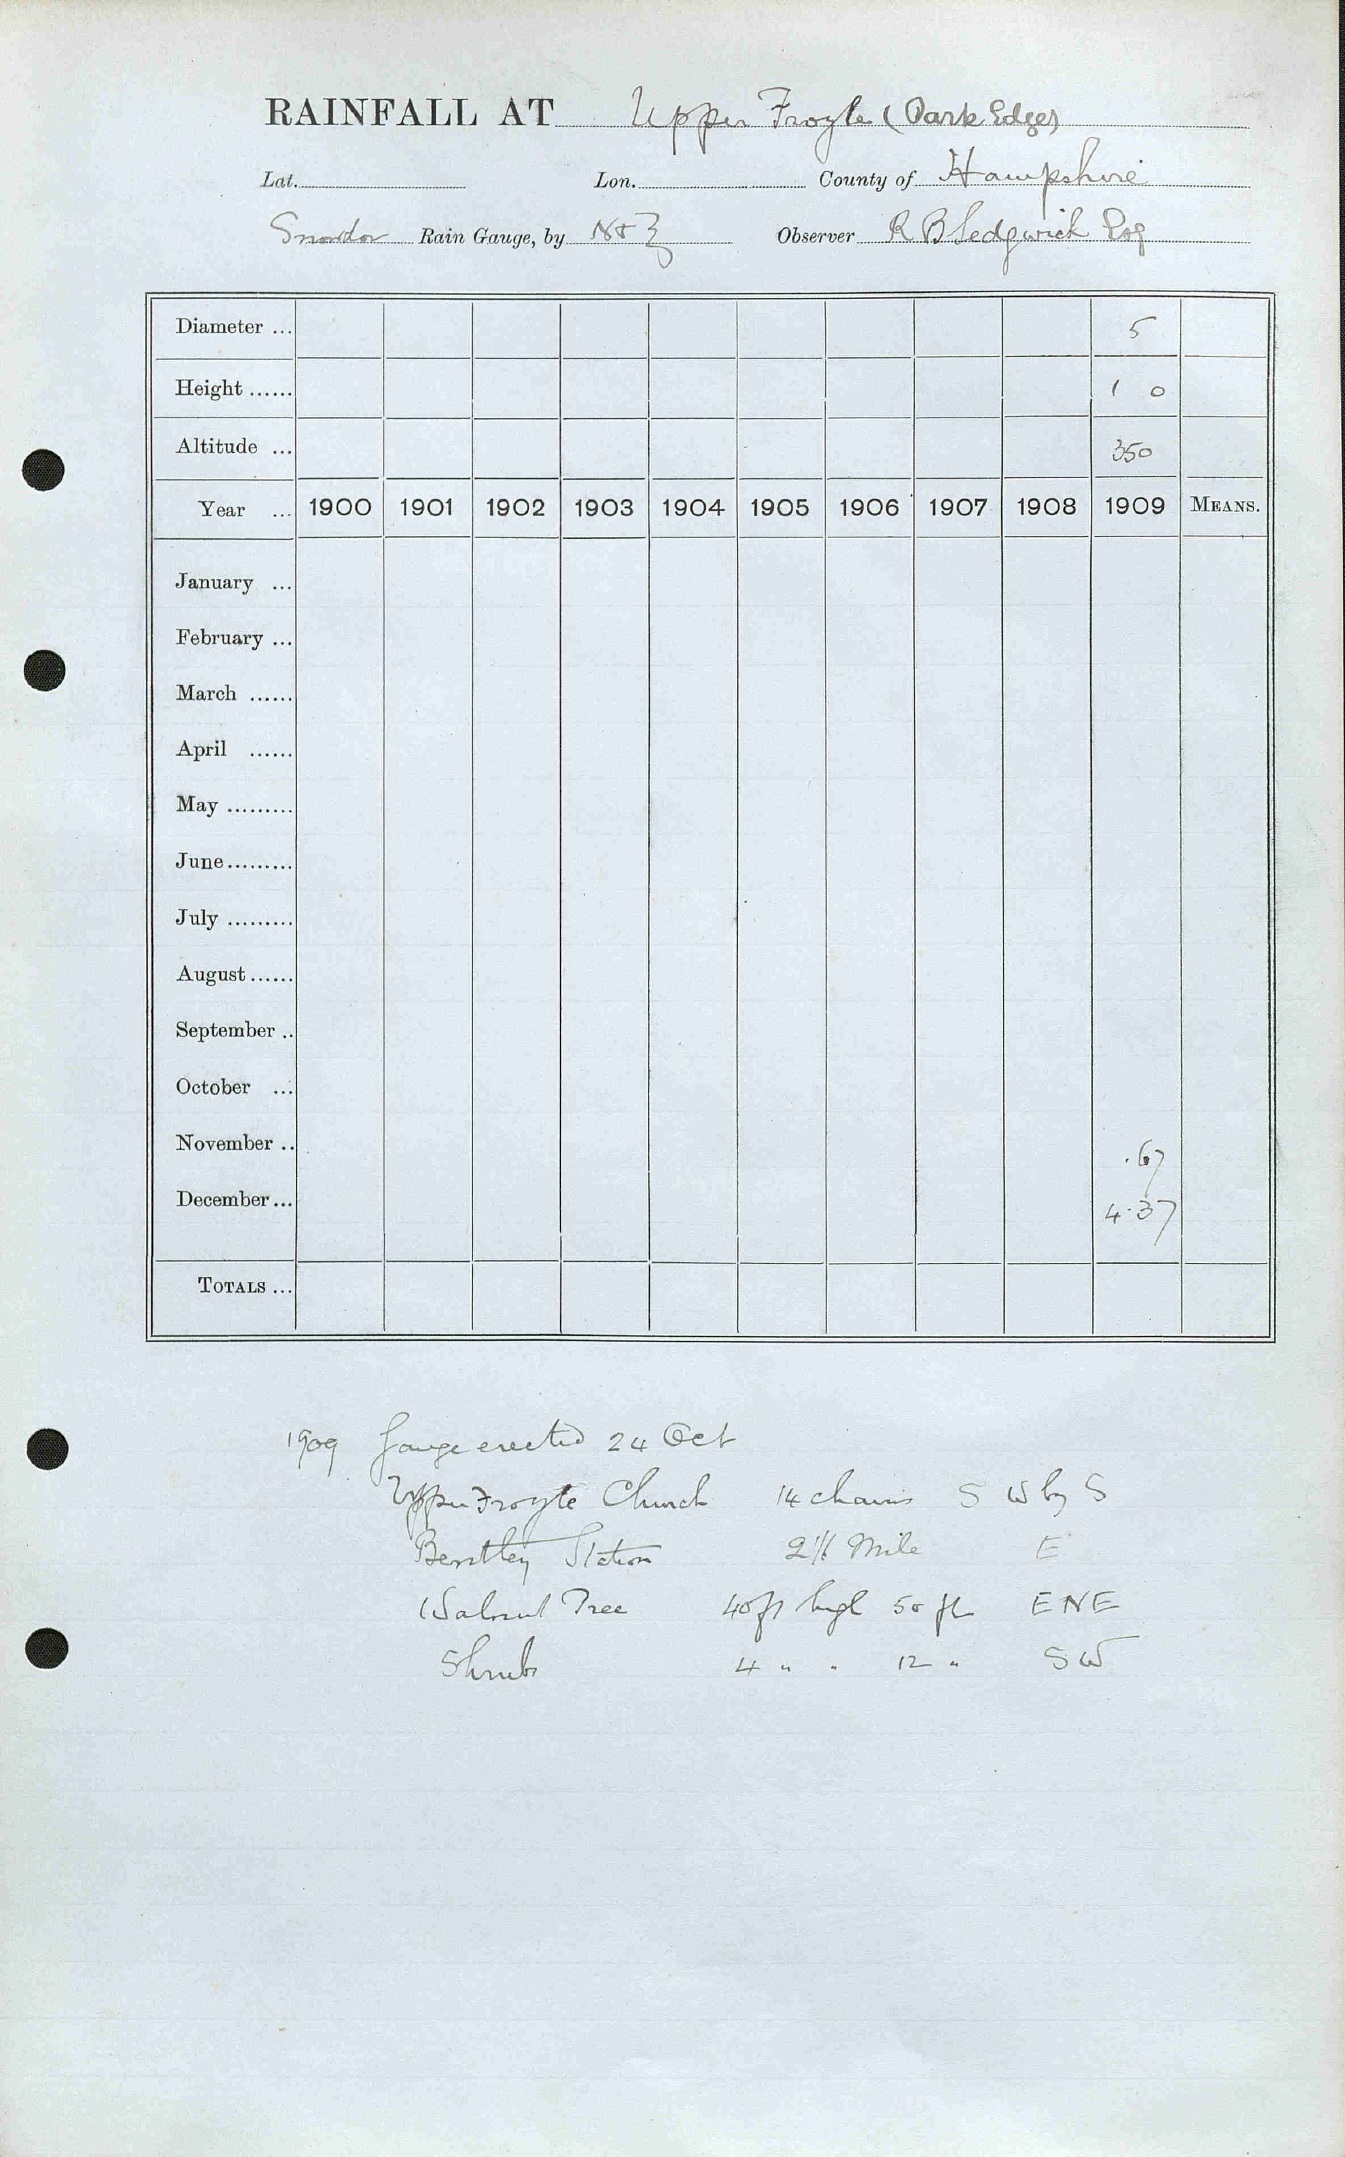 RAINFALL AT Upper Froyle (Park Edge)
Lat. Lon. County of Hampshire
Snowdon Rain Gauge, by N & Z Observer R B Sedgwick Esq
Diameter ... 5
Height ...... 1 0
Altitude ... 350
Year ... 1900 1901 1902 1903 1904 1905 1906 1907 1908 1909 MEANS.
January ...
February ...
March ......
April ......
May .........
June .........
July .........
August ......
September ..
October ...
November .. .67
December ... 4.37
TOTALS ...
1909 Gauge erected 24 Oct
Upper Froyle Church 14 chains S W by S
Bentley Station Mile E
Walnut Tree 40 ft high 50 ft ENE
Shrubs 4 " " 12 " SW